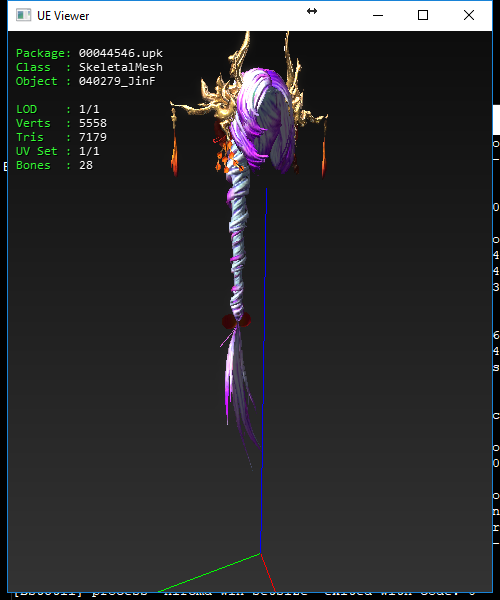 UE Viewer
Package: 00044546.upk
Class : SkeletalMesh
Object : 040279_JinF
LOD : 1/1
Verts : 5558
Tris : 7179
UV Set : 1/1
Bones : 28